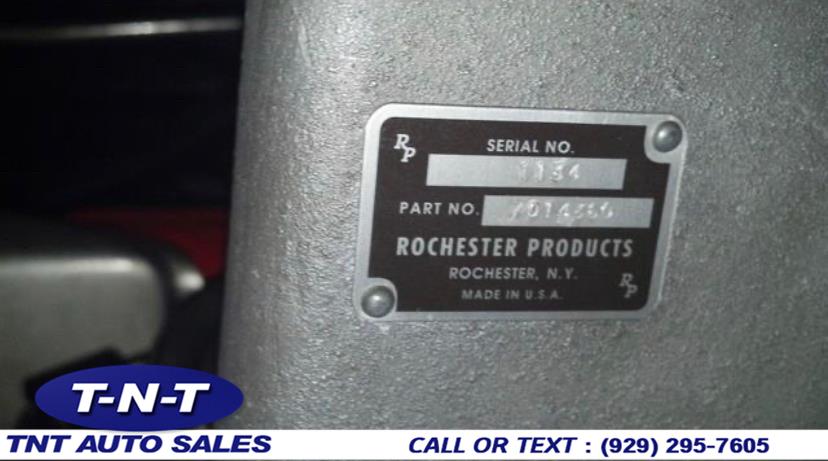 RP
SERIAL NO.
1134
PART NO.
ROCHESTER PRODUCTS
ROCHESTER, N.Y.
MADE IN U.S.A.
RP
T-N-T
TNT AUTO SALES
CALL OR TEXT : (929) 295-7605